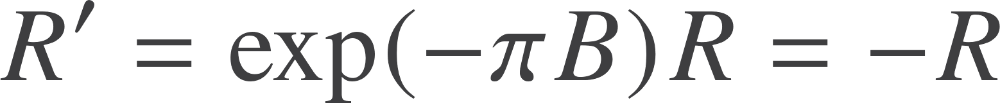 R′ = exp(−πB)R = −R